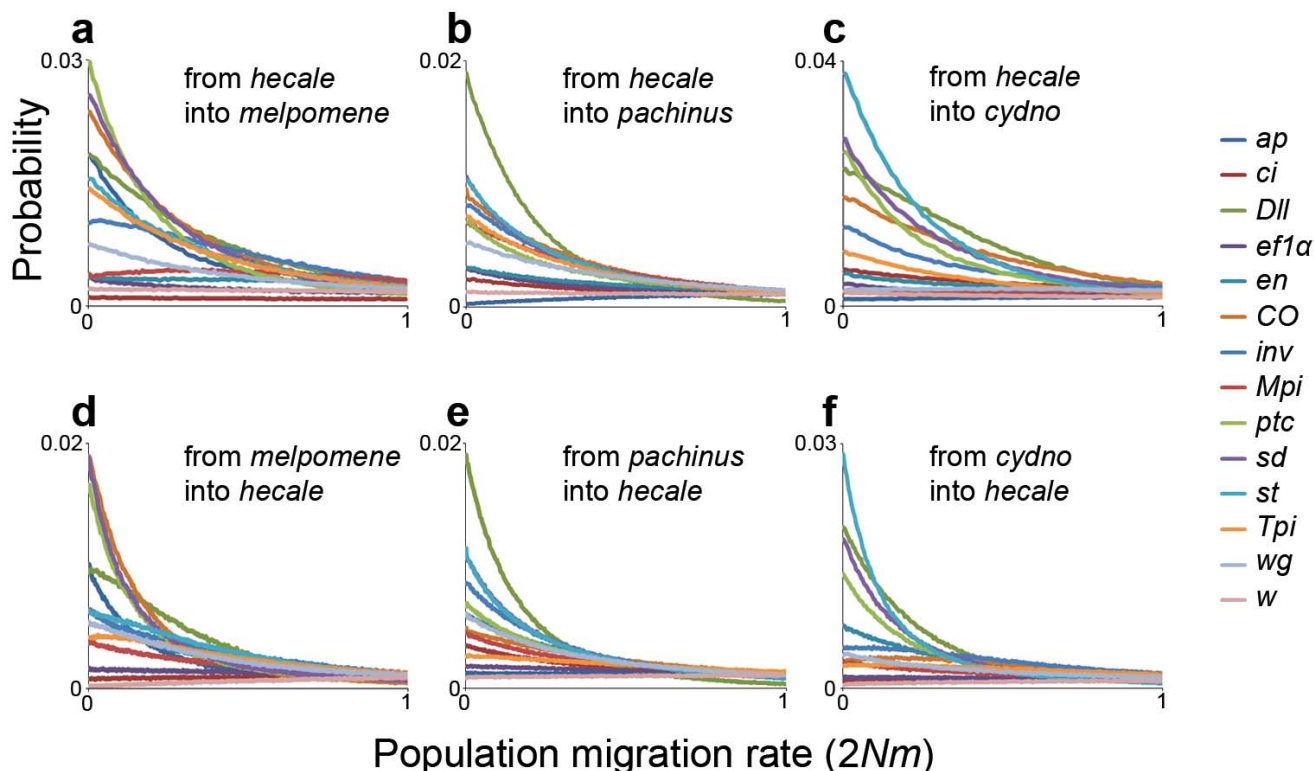 a
0.03
from hecale
into melpomene
0
0
1
b
0.02
from hecale
into pachinus
0
0
1
c
0.04
from hecale
into cydno
0
0
1
ap
ci
Dll
ef1α
en
CO
inv
Mpi
ptc
sd
st
Tpi
wg
w
d
0.02
from melpomene
into hecale
0
0
1
e
0.02
from pachinus
into hecale
0
0
1
f
0.03
from cydno
into hecale
0
0
1
Probability
Population migration rate (2Nm)